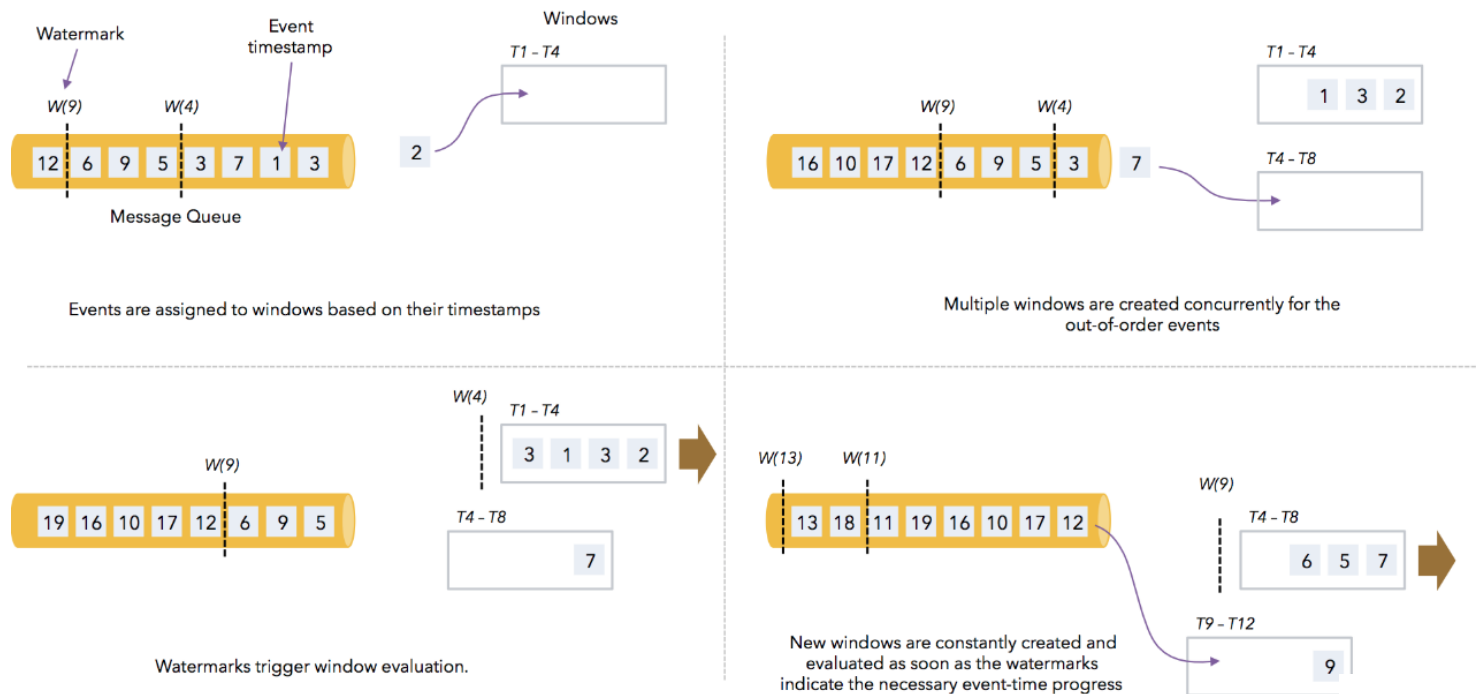 Windows
Watermark
Event
timestamp
T1 – T4
W(9)
W(4)
12 6 9 5 3 7 1 3
2
Message Queue
Events are assigned to windows based on their timestamps
T1 – T4
1 3 2
W(9)
W(4)
16 10 17 12 6 9 5 3
7
T4 – T8
Multiple windows are created concurrently for the
out-of-order events
W(4)
T1 – T4
3 1 3 2
W(9)
19 16 10 17 12 6 9 5
T4 – T8
7
Watermarks trigger window evaluation.
W(13)
W(11)
13 18 11 19 16 10 17 12
W(9)
T4 – T8
6 5 7
T9 – T12
9
New windows are constantly created and
evaluated as soon as the watermarks
indicate the necessary event-time progress